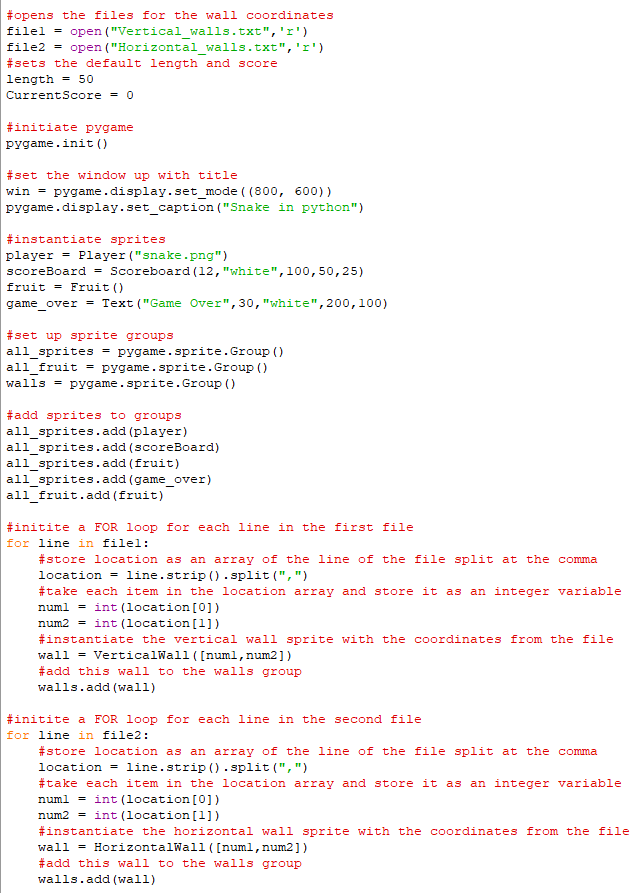 #opens the files for the wall coordinates
file1 = open("Vertical_walls.txt",'r')
file2 = open("Horizontal_walls.txt",'r')
#sets the default length and score
length = 50
CurrentScore = 0

#initiate pygame
pygame.init()

#set the window up with title
win = pygame.display.set_mode((800, 600))
pygame.display.set_caption("Snake in python")

#instantiate sprites
player = Player("snake.png")
scoreBoard = Scoreboard(12,"white",100,50,25)
fruit = Fruit()
game_over = Text("Game Over",30,"white",200,100)

#set up sprite groups
all_sprites = pygame.sprite.Group()
all_fruit = pygame.sprite.Group()
walls = pygame.sprite.Group()

#add sprites to groups
all_sprites.add(player)
all_sprites.add(scoreBoard)
all_sprites.add(fruit)
all_sprites.add(game_over)
all_fruit.add(fruit)

#initite a FOR loop for each line in the first file
for line in file1:
    #store location as an array of the line of the file split at the comma
    location = line.strip().split(",")
    #take each item in the location array and store it as an integer variable
    num1 = int(location[0])
    num2 = int(location[1])
    #instantiate the vertical wall sprite with the coordinates from the file
    wall = VerticalWall([num1,num2])
    #add this wall to the walls group
    walls.add(wall)

#initite a FOR loop for each line in the second file
for line in file2:
    #store location as an array of the line of the file split at the comma
    location = line.strip().split(",")
    #take each item in the location array and store it as an integer variable
    num1 = int(location[0])
    num2 = int(location[1])
    #instantiate the horizontal wall sprite with the coordinates from the file
    wall = HorizontalWall([num1,num2])
    #add this wall to the walls group
    walls.add(wall)